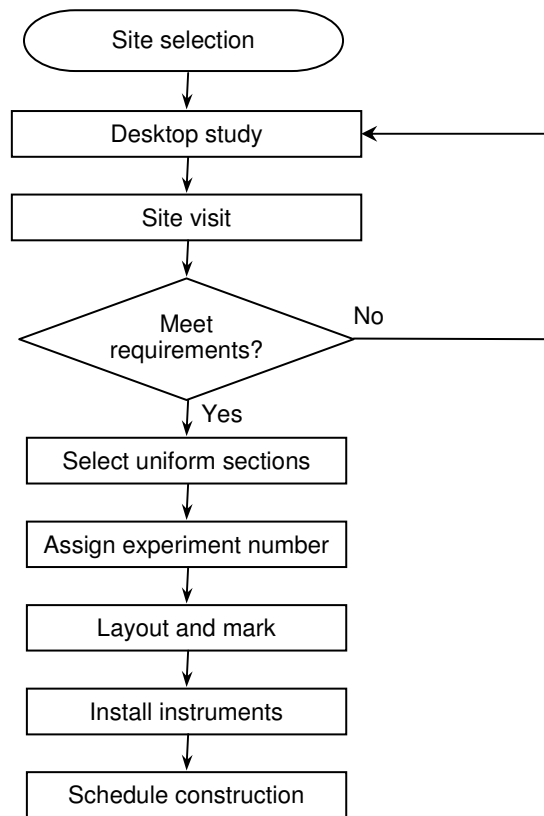 Site selection
Desktop study
Site visit
Meet
requirements?
No
Yes
Select uniform sections
Assign experiment number
Layout and mark
Install instruments
Schedule construction